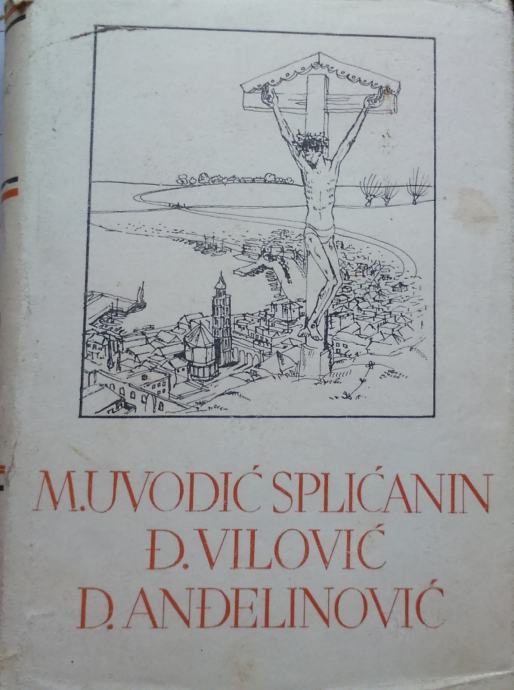 M. UVODIĆ SPLIĆANIN
Đ. VILOVIĆ
D. ANĐELINOVIĆ